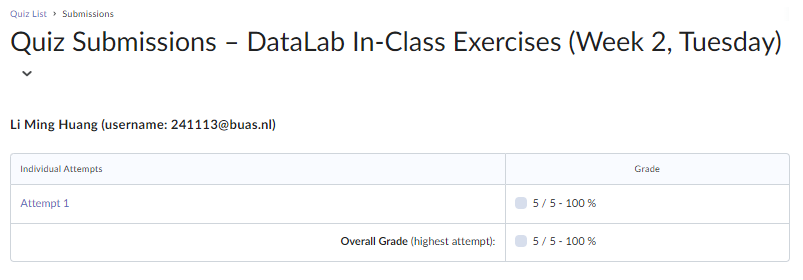 Quiz List › Submissions
Quiz Submissions – DataLab In-Class Exercises (Week 2, Tuesday)
Li Ming Huang (username: 241113@buas.nl)
Individual Attempts Grade
Attempt 1 5 / 5 - 100 %
Overall Grade (highest attempt): 5 / 5 - 100 %